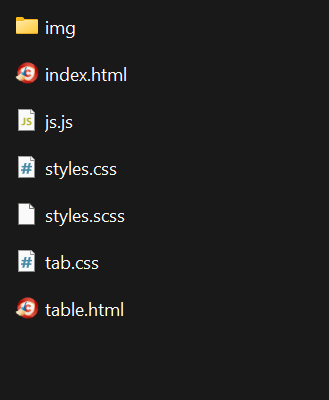 img
index.html
js.js
styles.css
styles.scss
tab.css
table.html